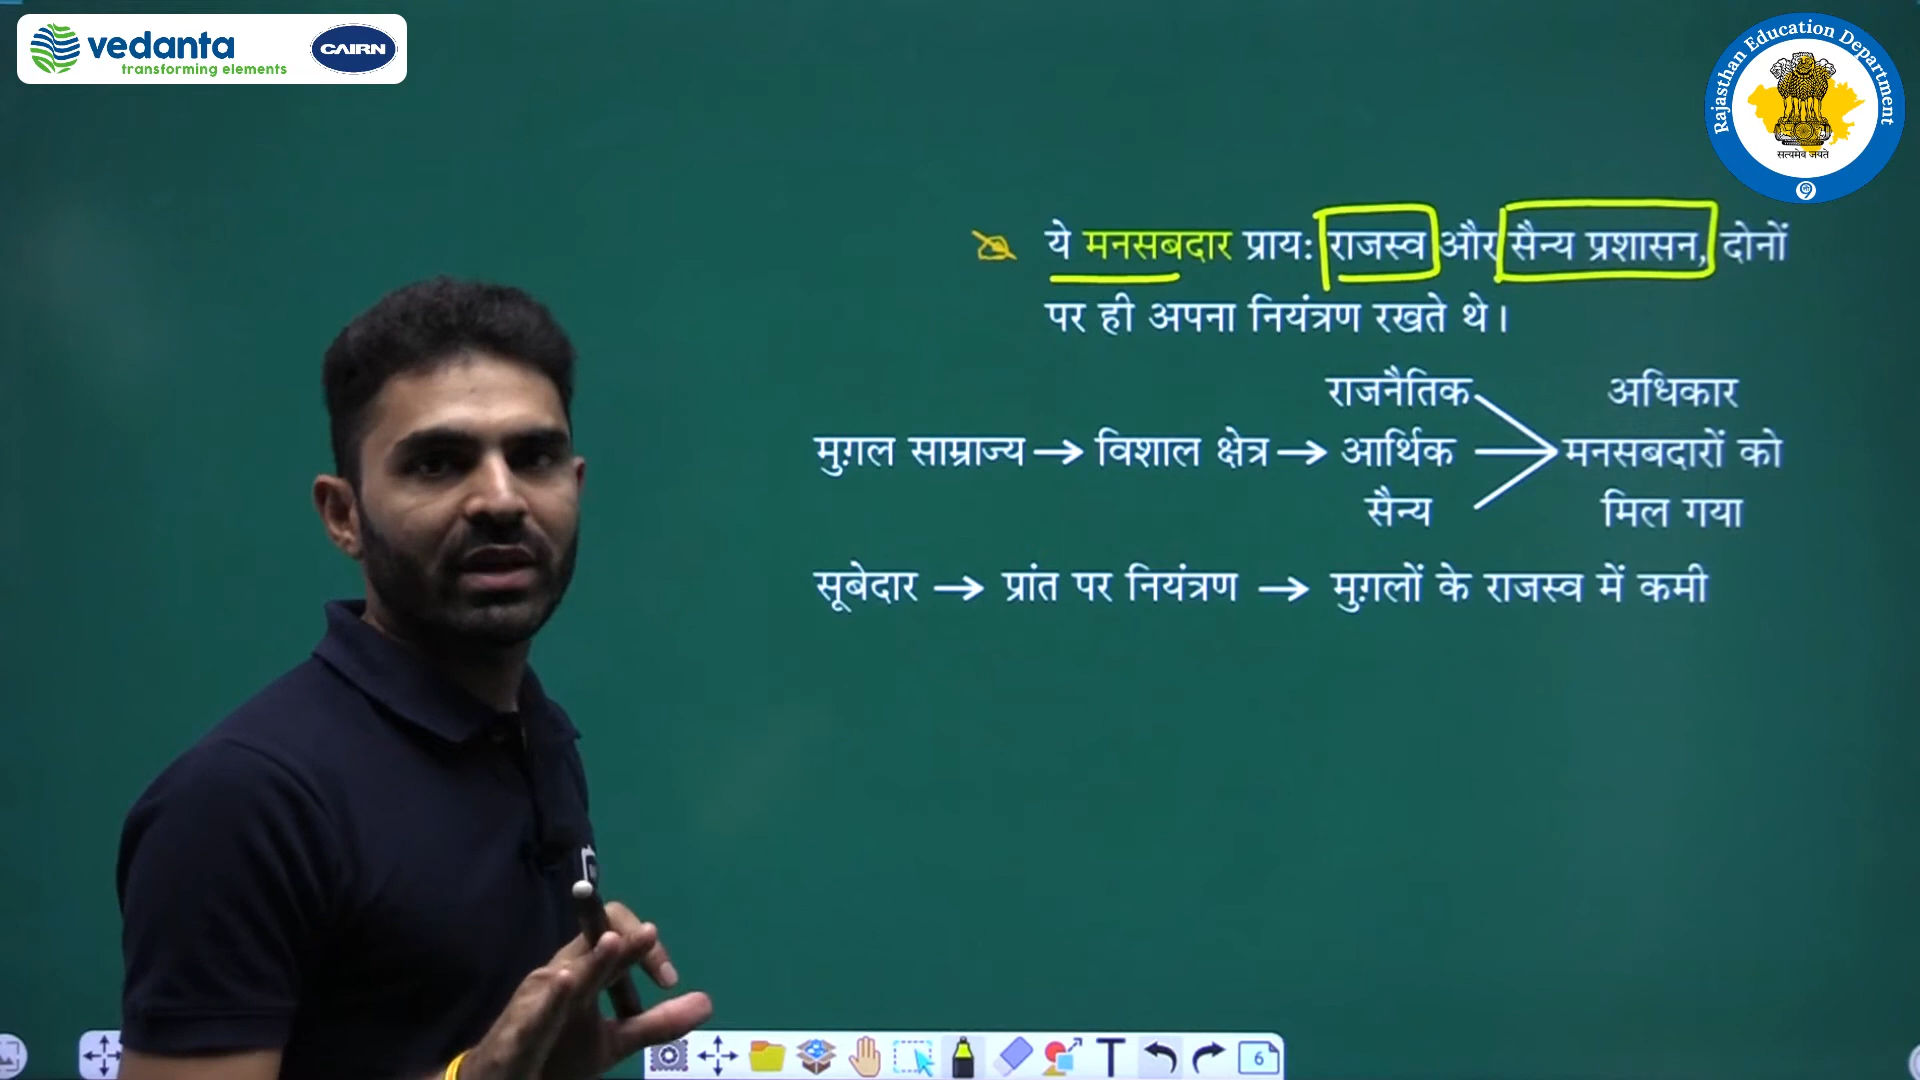 vedanta
transforming elements
CAIRN
Rajasthan Education Department
सत्यमेव जयते
ये मनसबदार प्राय: राजस्व और सैन्य प्रशासन, दोनों
पर ही अपना नियंत्रण रखते थे।
राजनैतिक अधिकार
मुग़ल साम्राज्य → विशाल क्षेत्र → आर्थिक मनसबदारों को
सैन्य मिल गया
सूबेदार → प्रांत पर नियंत्रण → मुग़लों के राजस्व में कमी
T 6